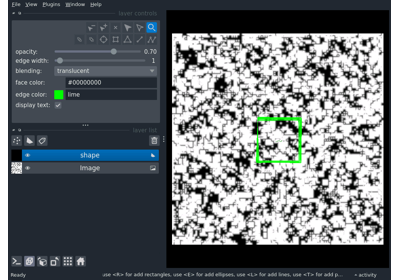 File View Plugins Window Help
layer controls
opacity: 0.70
edge width: 1
blending: translucent
face color: #00000000
edge color: lime
display text:
layer list
shape
Image
Ready
use <R> for add rectangles, use <E> for add ellipses, use <L> for add lines, use <T> for add p...
activity